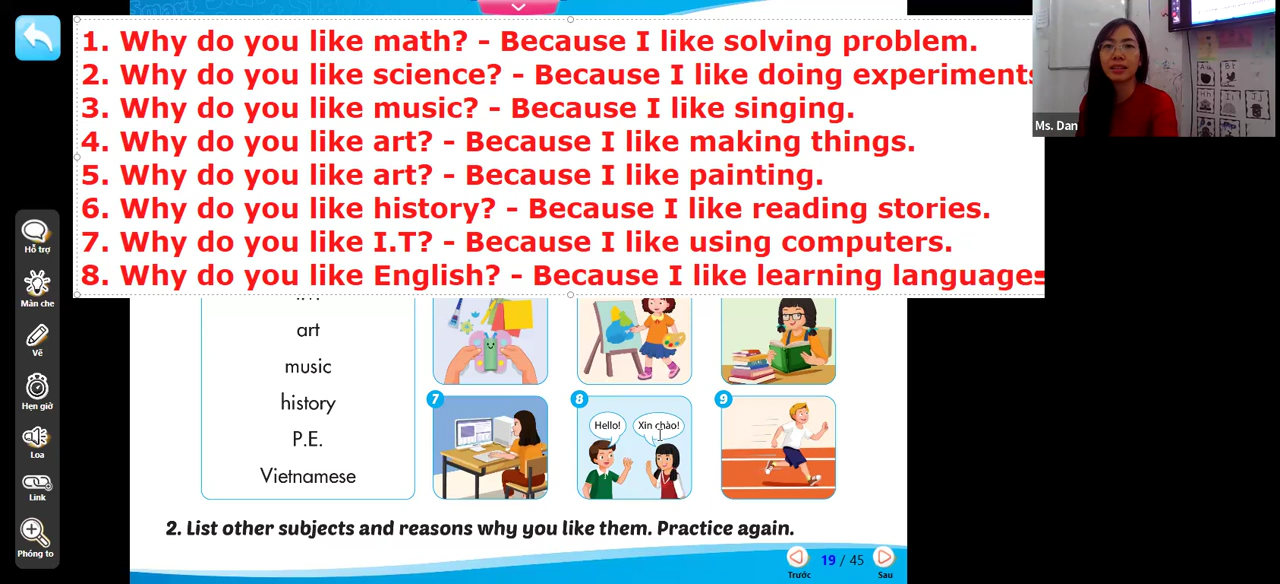 1. Why do you like math? - Because I like solving problem.
2. Why do you like science? - Because I like doing experiments
3. Why do you like music? - Because I like singing.
4. Why do you like art? - Because I like making things.
5. Why do you like art? - Because I like painting.
6. Why do you like history? - Because I like reading stories.
7. Why do you like I.T? - Because I like using computers.
8. Why do you like English? - Because I like learning languages
Ms. Dan
Hỗ trợ
Màn che
Vẽ
Hẹn giờ
Loa
Link
Phóng to
art
music
history
P.E.
Vietnamese
7
8
Hello!
Xin chào!
9
2. List other subjects and reasons why you like them. Practice again.
Trước
19 / 45
Sau